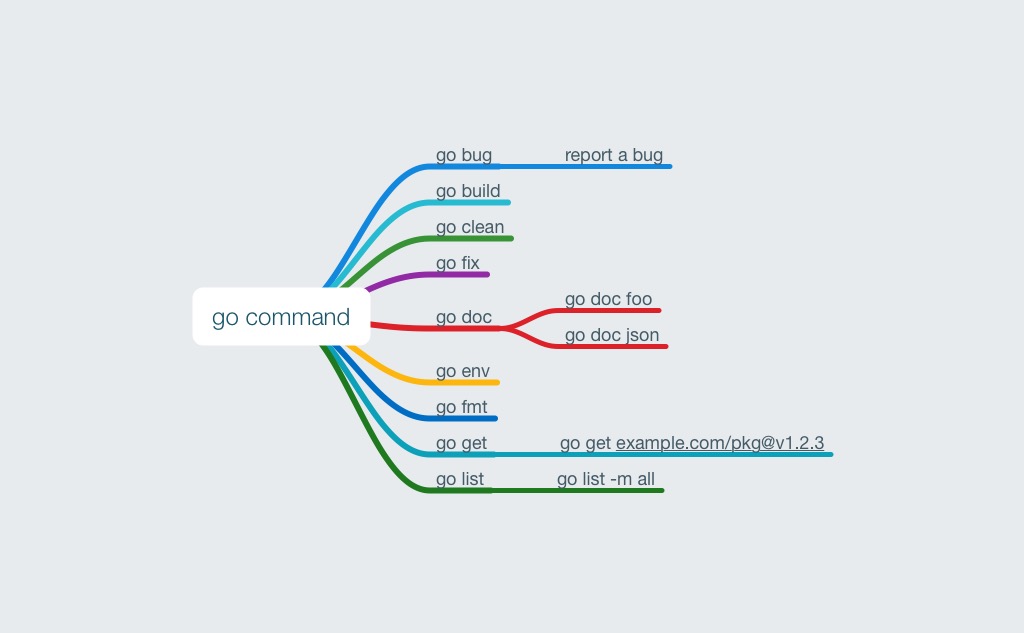 go command
go bug
report a bug
go build
go clean
go fix
go doc
go doc foo
go doc json
go env
go fmt
go get
go get example.com/pkg@v1.2.3
go list
go list -m all